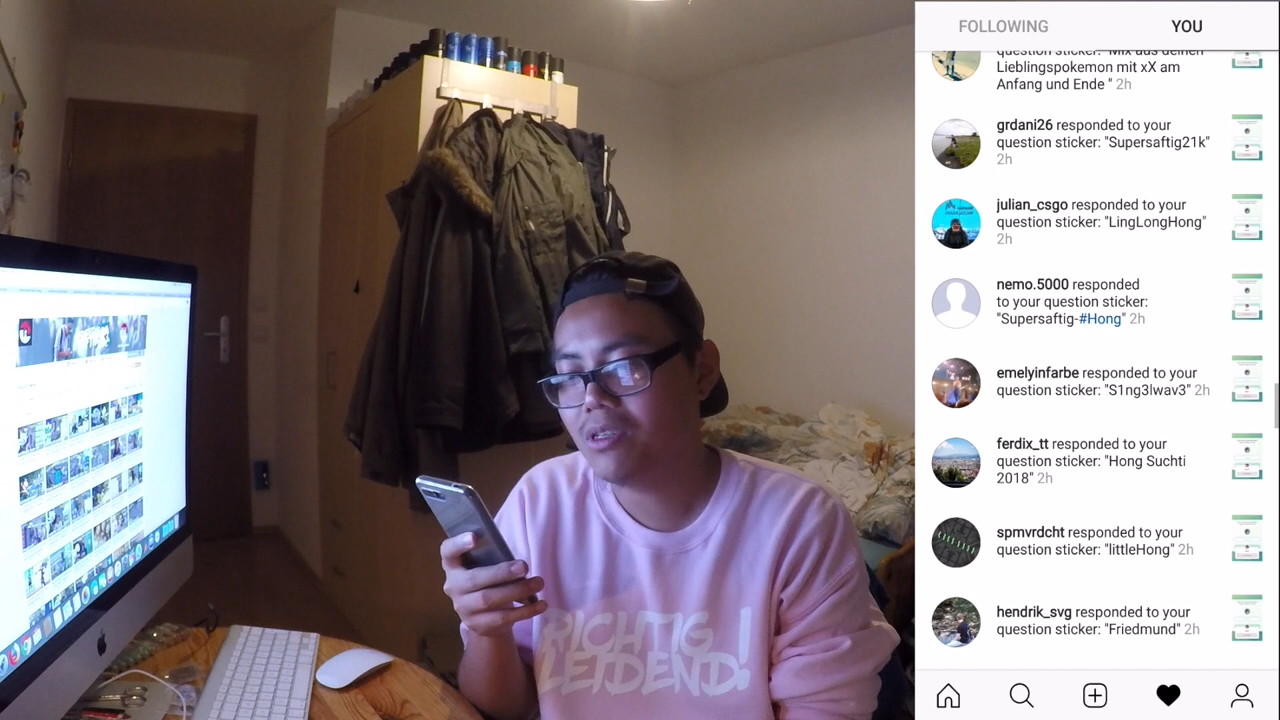 FOLLOWING
YOU
question sticker: "Mix aus deinen
Lieblingspokemon mit xX am
Anfang und Ende " 2h
grdani26 responded to your
question sticker: "Supersaftig21k"
2h
julian_csgo responded to your
question sticker: "LingLongHong"
2h
nemo.5000 responded
to your question sticker:
"Supersaftig-#Hong" 2h
emelyinfarbe responded to your
question sticker: "S1ng3lwav3" 2h
ferdix_tt responded to your
question sticker: "Hong Suchti
2018" 2h
spmvrdcht responded to your
question sticker: "littleHong" 2h
hendrik_svg responded to your
question sticker: "Friedmund" 2h
RICHTIG
LEIDEND!